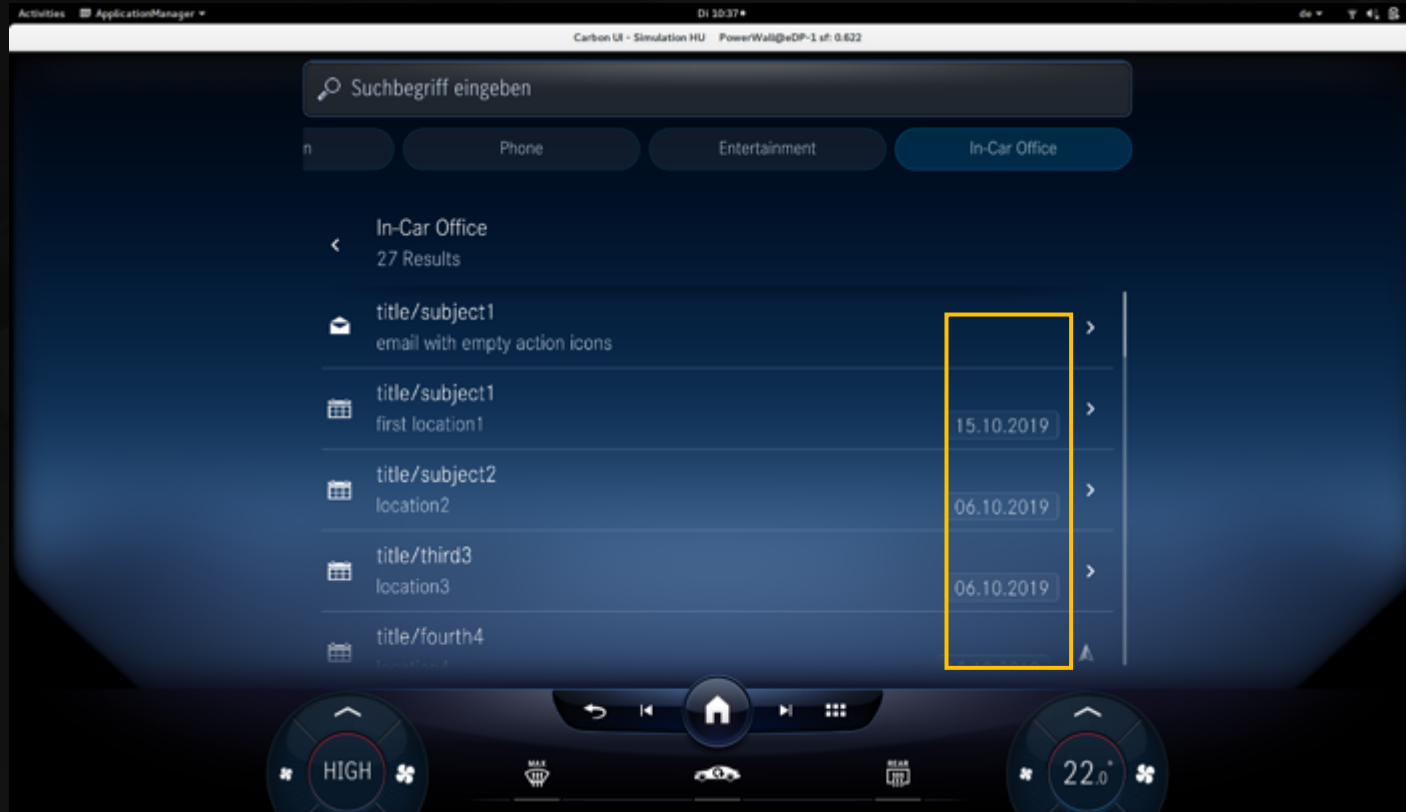 Activities ApplicationManager
Di 10:37
de
Carbon UI - Simulation HU PowerWall@eDP-1 sf: 0.622
Suchbegriff eingeben
n Phone Entertainment In-Car Office
In-Car Office
27 Results
title/subject1
email with empty action icons
title/subject1
first location1
15.10.2019
title/subject2
location2
06.10.2019
title/third3
location3
06.10.2019
title/fourth4
HIGH
MAX
REAR
22.0°